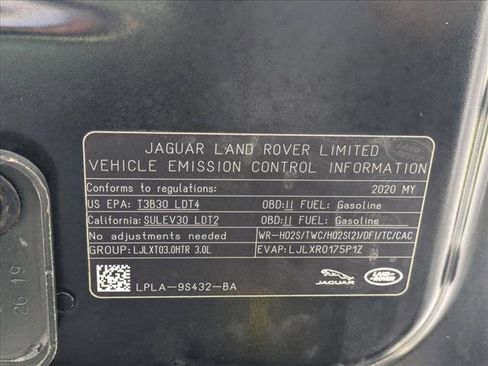 JAGUAR LAND ROVER LIMITED
VEHICLE EMISSION CONTROL INFORMATION
Conforms to regulations: 2020 MY
US EPA: T3B30 LDT4 OBD:II FUEL: Gasoline
California: SULEV30 LDT2 OBD:II FUEL: Gasoline
No adjustments needed WR-HO2S/TWC/HO2S(2)/DFI/TC/CAC
GROUP: LJLXT03.0HTR 3.0L EVAP: LJLXR0175P1Z
LPLA-9S432-BA
JAGUAR
LAND-ROVER
26 19